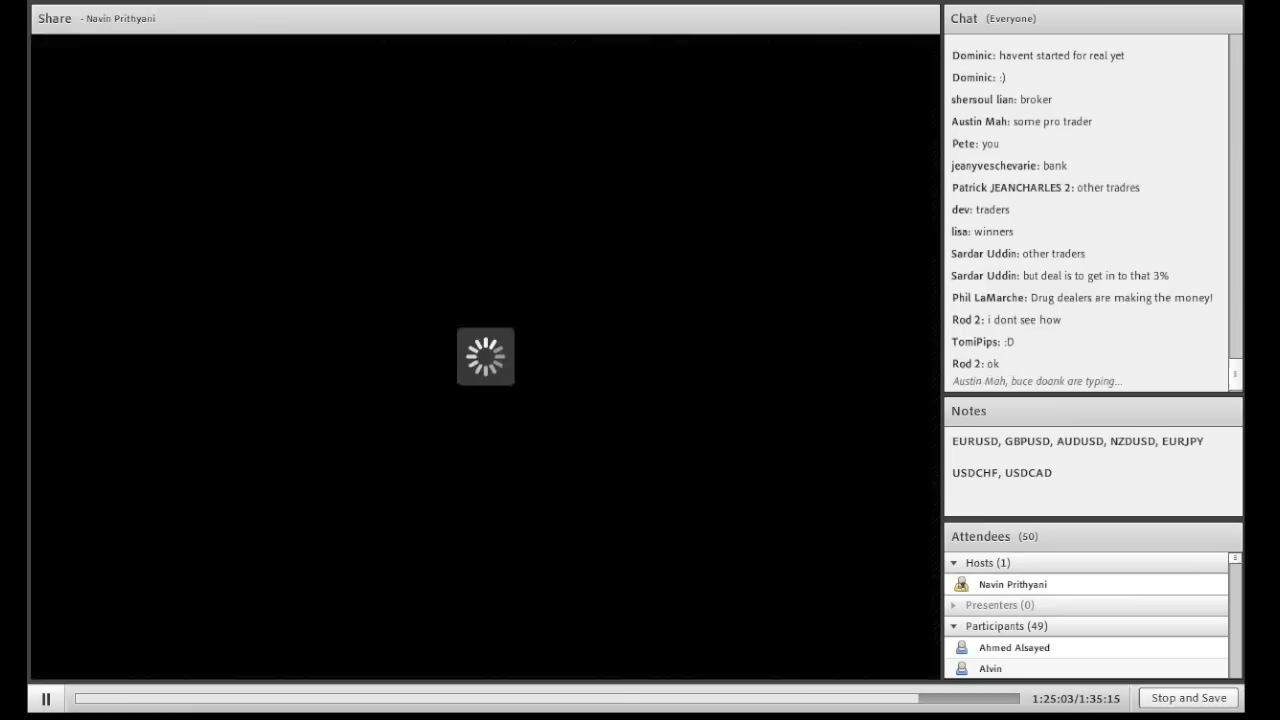 Share - Navin Prithyani
Chat (Everyone)
Dominic: havent started for real yet
Dominic: :)
shersoul lian: broker
Austin Mah: some pro trader
Pete: you
jeanyveschevarie: bank
Patrick JEANCHARLES 2: other tradres
dev: traders
lisa: winners
Sardar Uddin: other traders
Sardar Uddin: but deal is to get in to that 3%
Phil LaMarche: Drug dealers are making the money!
Rod 2: i dont see how
TomiPips: :D
Rod 2: ok
Austin Mah, buce doank are typing...
Notes
EURUSD, GBPUSD, AUDUSD, NZDUSD, EURJPY
USDCHF, USDCAD
Attendees (50)
Hosts (1)
Navin Prithyani
Presenters (0)
Participants (49)
Ahmed Alsayed
Alvin
1:25:03/1:35:15
Stop and Save